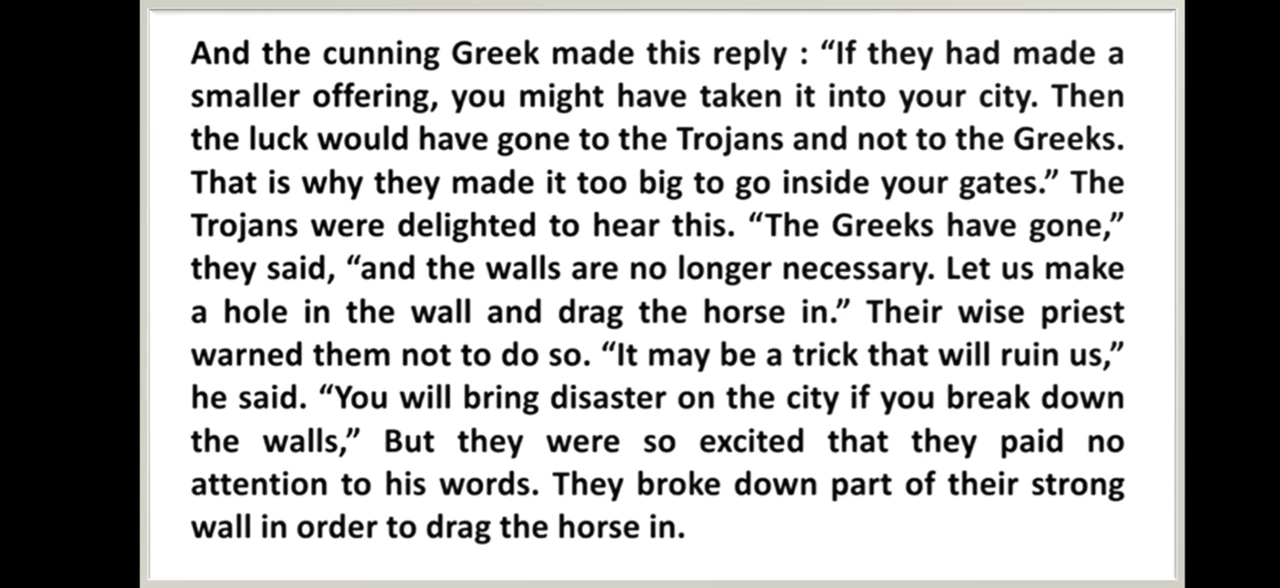 And the cunning Greek made this reply : “If they had made a
smaller offering, you might have taken it into your city. Then
the luck would have gone to the Trojans and not to the Greeks.
That is why they made it too big to go inside your gates.” The
Trojans were delighted to hear this. “The Greeks have gone,”
they said, “and the walls are no longer necessary. Let us make
a hole in the wall and drag the horse in.” Their wise priest
warned them not to do so. “It may be a trick that will ruin us,”
he said. “You will bring disaster on the city if you break down
the walls,” But they were so excited that they paid no
attention to his words. They broke down part of their strong
wall in order to drag the horse in.